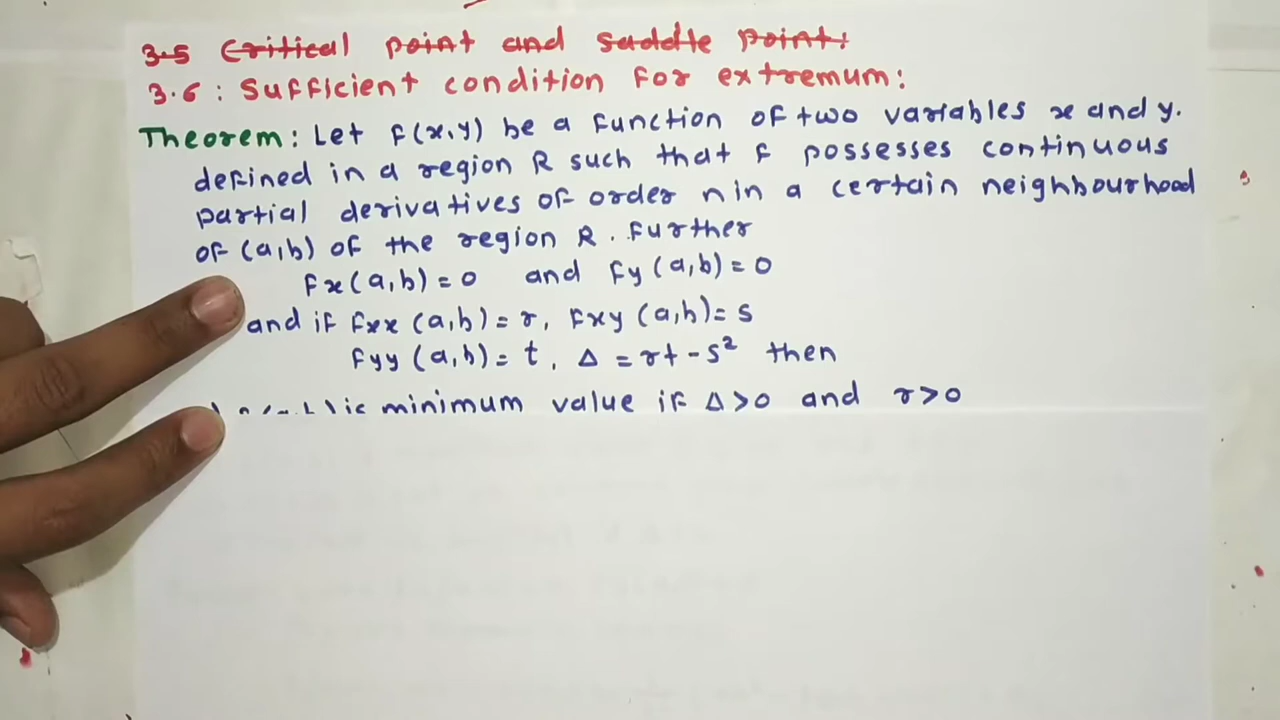 3.5 Critical point and saddle point:
3.6 : Sufficient condition for extremum:
Theorem: Let f(x,y) be a function of two variables x and y.
defined in a region R such that f possesses continuous
partial derivatives of order n in a certain neighbourhood
of (a,b) of the region R. Further
fx(a,b)=0 and fy(a,b)=0
and if fxx(a,b)=r, fxy(a,b)=s
fyy(a,b)=t, Δ=rt-s² then
is minimum value if Δ>0 and r>0